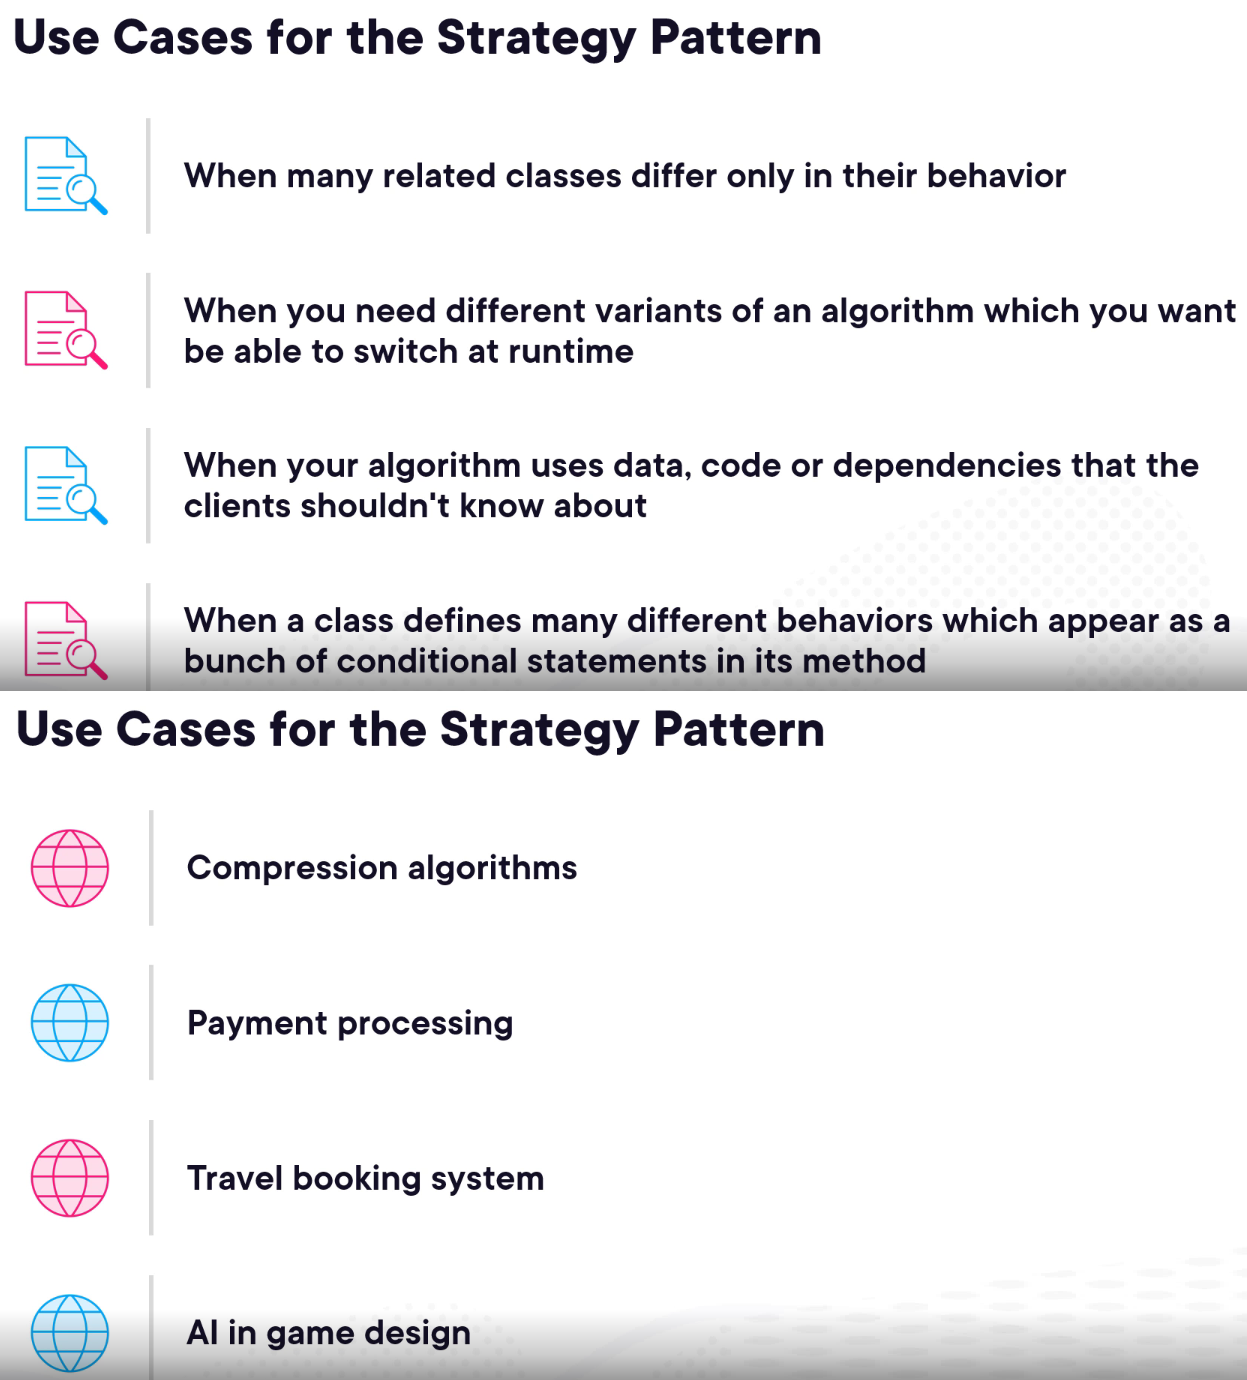 Use Cases for the Strategy Pattern
When many related classes differ only in their behavior
When you need different variants of an algorithm which you want
be able to switch at runtime
When your algorithm uses data, code or dependencies that the
clients shouldn't know about
When a class defines many different behaviors which appear as a
bunch of conditional statements in its method
Use Cases for the Strategy Pattern
Compression algorithms
Payment processing
Travel booking system
AI in game design